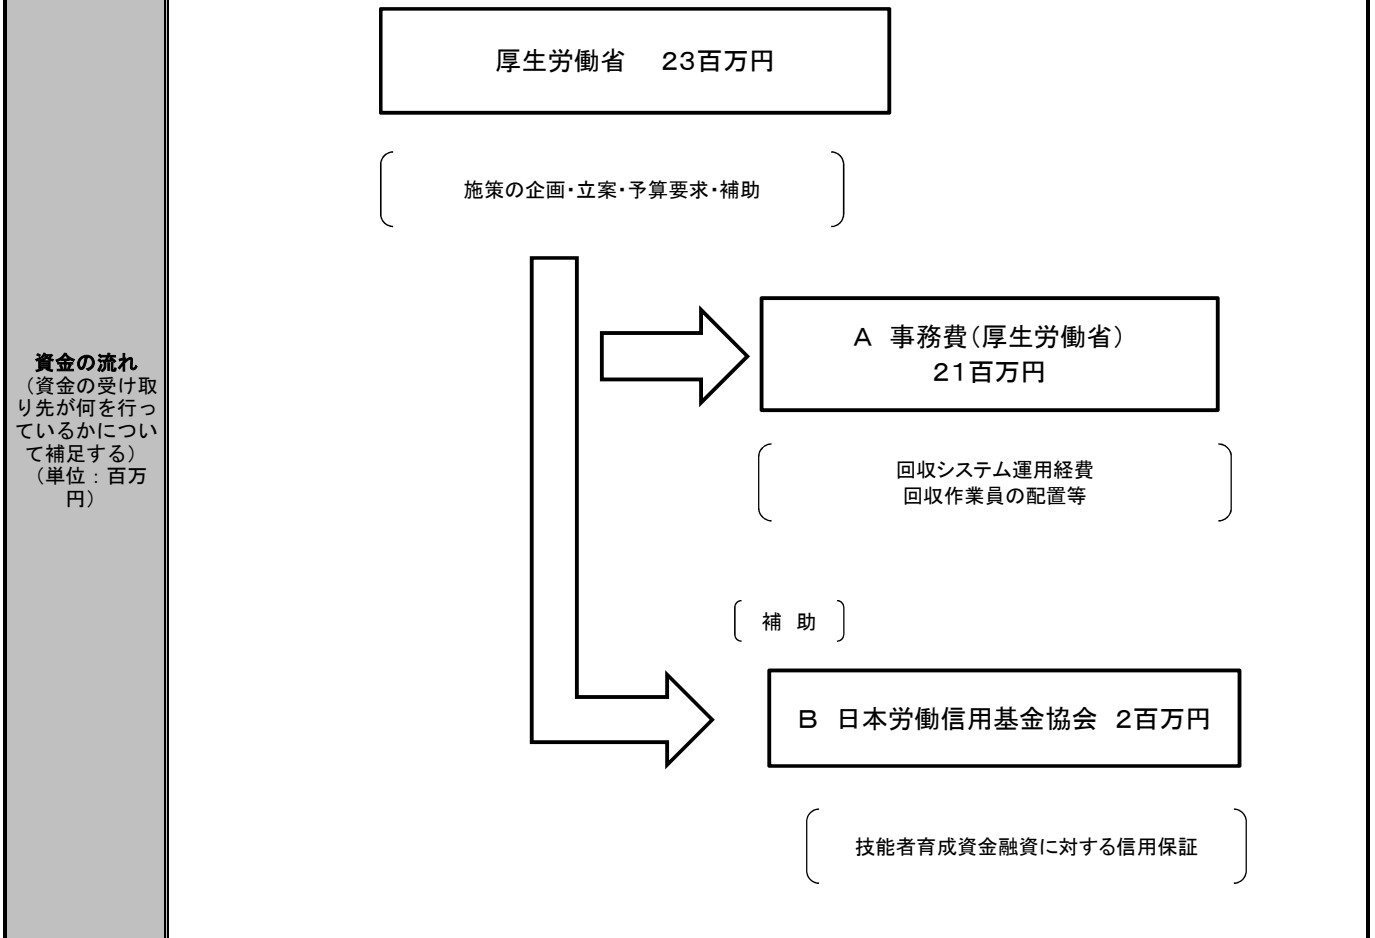 厚生労働省　２３百万円
施策の企画・立案・予算要求・補助
A　事務費（厚生労働省）
２１百万円
資金の流れ
（資金の受け取
り先が何を行っ
ているかについ
て補足する）
（単位：百万
円）
回収システム運用経費
回収作業員の配置等
補　助
B　日本労働信用基金協会　２百万円
技能者育成資金融資に対する信用保証